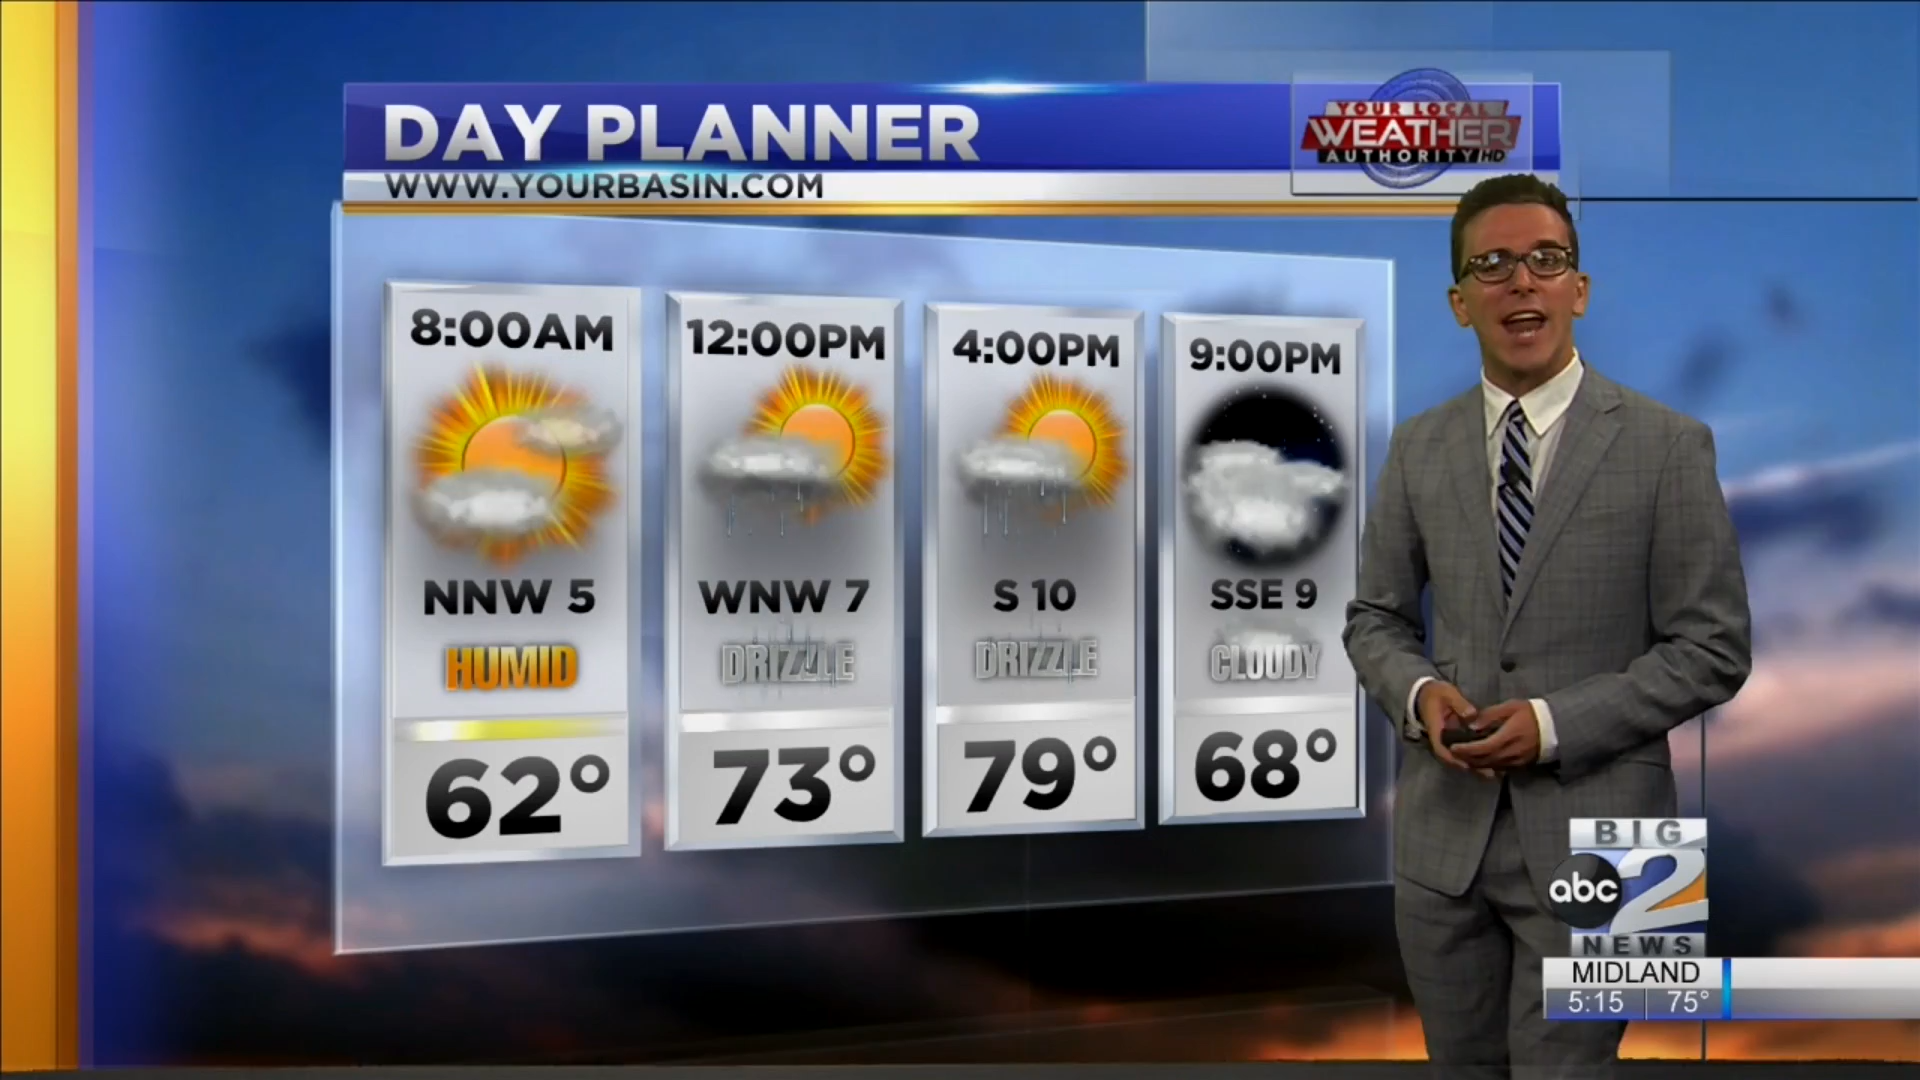 DAY PLANNER
WWW.YOURBASIN.COM
YOUR LOCAL
WEATHER
AUTHORITY HD
8:00AM
NNW 5
HUMID
62°
12:00PM
WNW 7
DRIZZLE
73°
4:00PM
S 10
DRIZZLE
79°
9:00PM
SSE 9
CLOUDY
68°
BIG
abc 2
NEWS
MIDLAND
5:15 75°